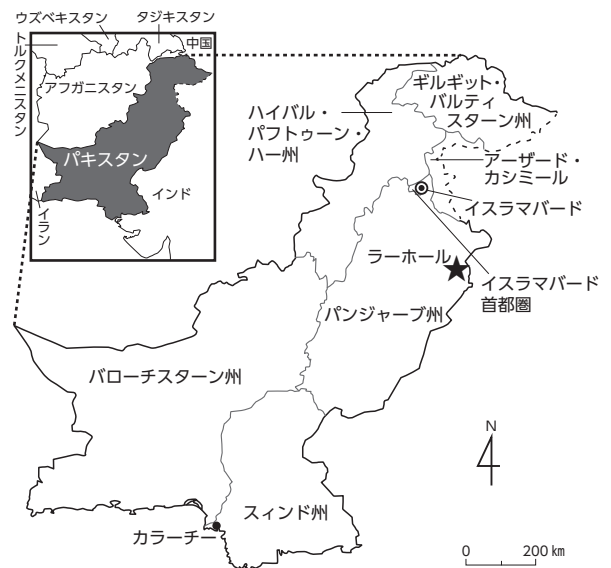 ウズベキスタン
タジキスタン
トルクメニスタン
中国
アフガニスタン
パキスタン
インド
イラン
ギルギット・
バルティ
スターン州
ハイバル・
パフトゥーン・
ハー州
アーザード・
カシミール
イスラマバード
ラーホール
イスラマバード
首都圏
パンジャーブ州
バローチスターン州
スィンド州
カラーチー
N
0 200 km